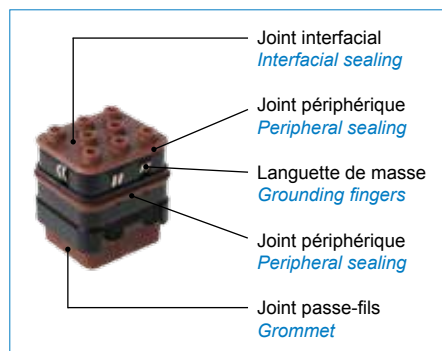 Joint interfacial
Interfacial sealing
Joint périphérique
Peripheral sealing
Languette de masse
Grounding fingers
Joint périphérique
Peripheral sealing
Joint passe-fils
Grommet